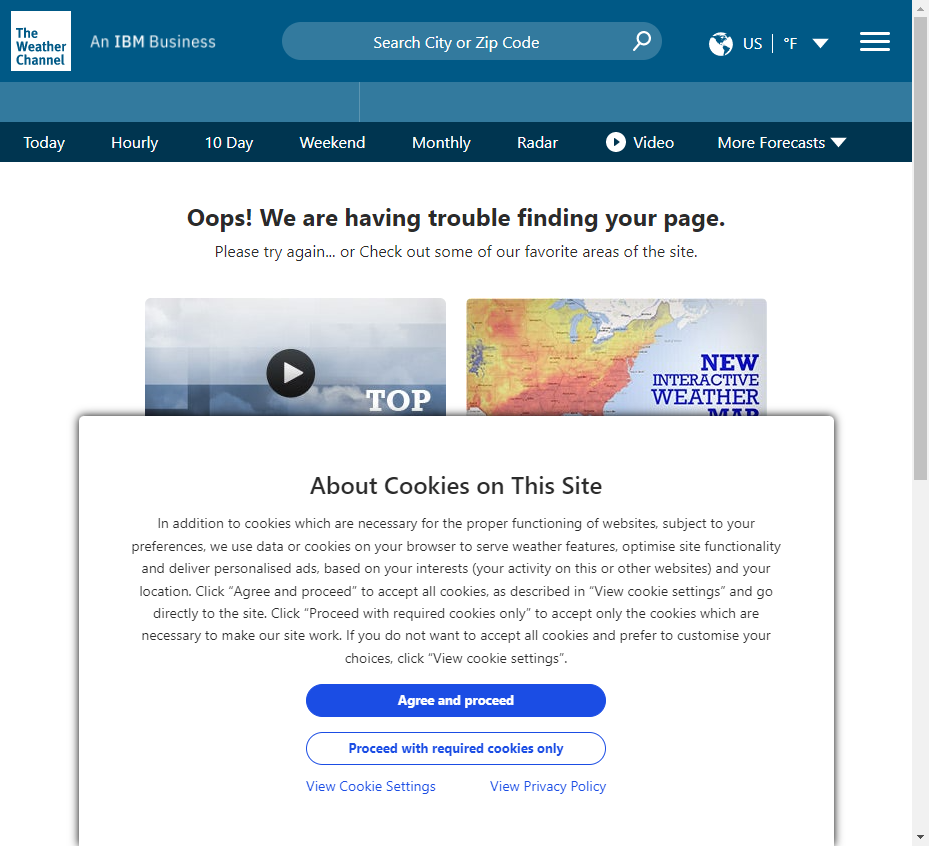 The
Weather
Channel
An IBM Business
Search City or Zip Code
US
°F
Today
Hourly
10 Day
Weekend
Monthly
Radar
Video
More Forecasts
Oops! We are having trouble finding your page.
Please try again... or Check out some of our favorite areas of the site.
TOP
NEW
INTERACTIVE
WEATHER
MAP
About Cookies on This Site
In addition to cookies which are necessary for the proper functioning of websites, subject to your
preferences, we use data or cookies on your browser to serve weather features, optimise site functionality
and deliver personalised ads, based on your interests (your activity on this or other websites) and your
location. Click “Agree and proceed” to accept all cookies, as described in “View cookie settings” and go
directly to the site. Click “Proceed with required cookies only” to accept only the cookies which are
necessary to make our site work. If you do not want to accept all cookies and prefer to customise your
choices, click “View cookie settings”.
Agree and proceed
Proceed with required cookies only
View Cookie Settings
View Privacy Policy